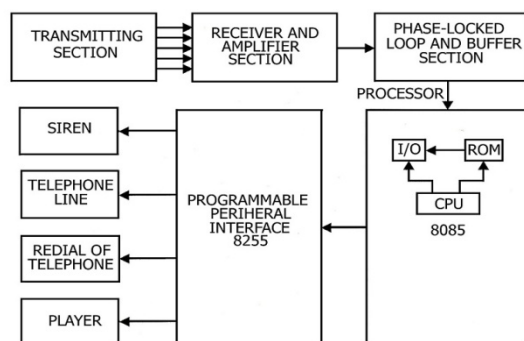 TRANSMITTING
SECTION
RECEIVER AND
AMPLIFIER
SECTION
PHASE-LOCKED
LOOP AND BUFFER
SECTION
PROCESSOR
SIREN
TELEPHONE
LINE
REDIAL OF
TELEPHONE
PLAYER
PROGRAMMABLE
PERIHERAL
INTERFACE
8255
I/O
ROM
CPU
8085